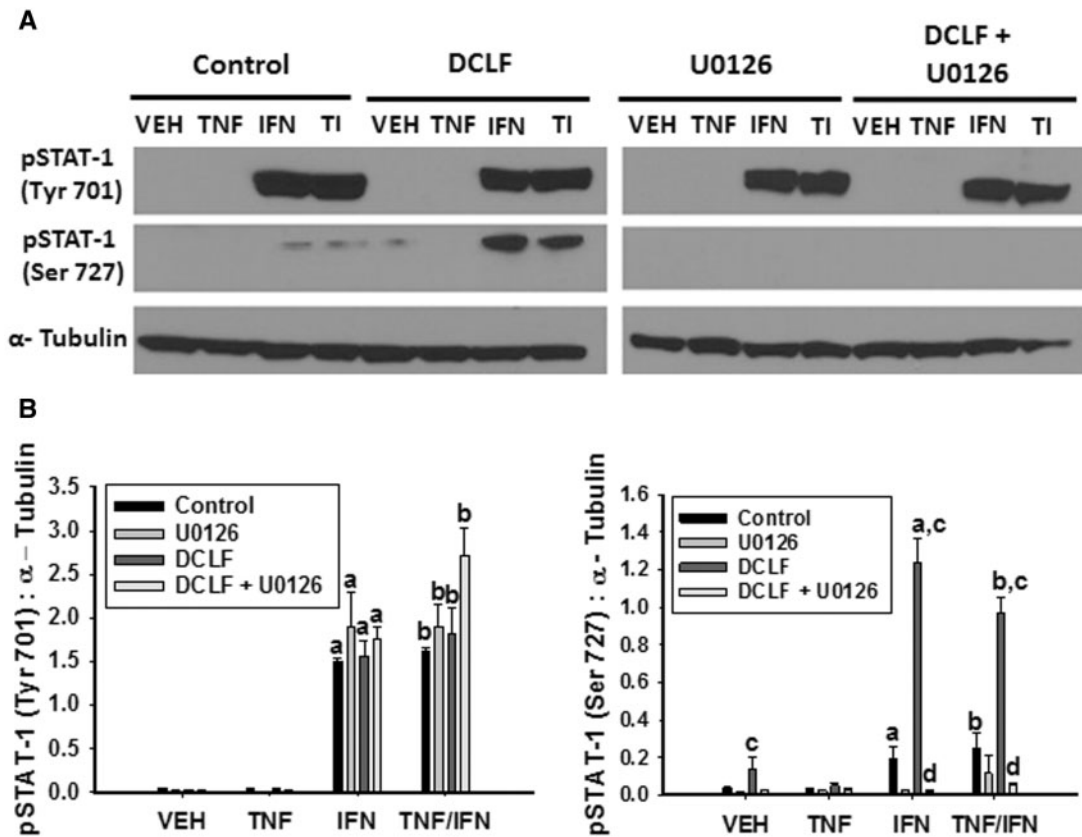 A
Control DCLF U0126 DCLF +
U0126
VEH TNF IFN TI VEH TNF IFN TI VEH TNF IFN TI VEH TNF IFN TI
pSTAT-1
(Tyr 701)
pSTAT-1
(Ser 727)
α- Tubulin
B
pSTAT-1 (Tyr 701) : α – Tubulin
3.5
3.0
2.5
2.0
1.5
1.0
0.5
0.0
Control
U0126
DCLF
DCLF + U0126
a a a a
b b b b
VEH TNF IFN TNF/IFN
pSTAT-1 (Ser 727) : α - Tubulin
1.6
1.4
1.2
1.0
0.8
0.6
0.4
0.2
0.0
Control
U0126
DCLF
DCLF + U0126
c
a a,c d
b b,c d
VEH TNF IFN TNF/IFN